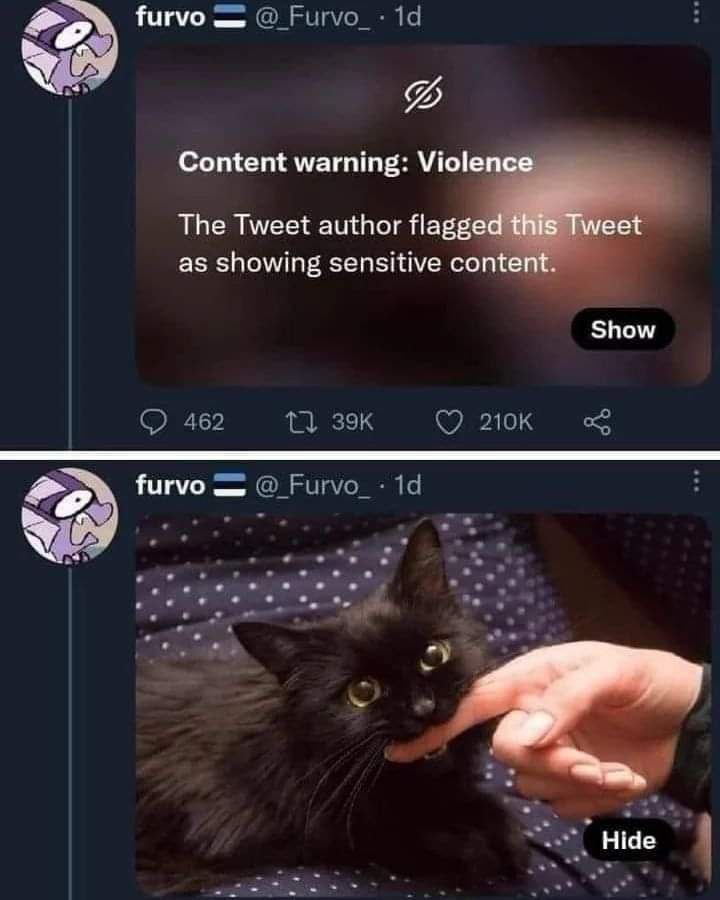 furvo 🇪🇪 @_Furvo_ · 1d
Content warning: Violence
The Tweet author flagged this Tweet
as showing sensitive content.
Show
462 39K 210K
furvo 🇪🇪 @_Furvo_ · 1d
Hide